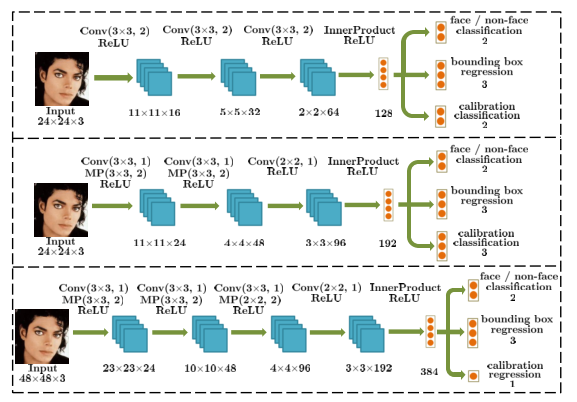 Conv(3×3, 2) Conv(3×3, 2) Conv(3×3, 2) InnerProduct
ReLU ReLU ReLU ReLU
face / non-face
classification
2
bounding box
regression
3
calibration
classification
2
Input
24×24×3
11×11×16 5×5×32 2×2×64 128
Conv(3×3, 1) Conv(3×3, 1) Conv(2×2, 1) InnerProduct
MP(3×3, 2) MP(3×3, 2) ReLU ReLU
ReLU ReLU
face / non-face
classification
2
bounding box
regression
3
calibration
classification
3
Input
24×24×3
11×11×24 4×4×48 3×3×96 192
Conv(3×3, 1) Conv(3×3, 1) Conv(3×3, 1) Conv(2×2, 1) InnerProduct
MP(3×3, 2) MP(3×3, 2) MP(2×2, 2) ReLU ReLU
ReLU ReLU ReLU
face / non-face
classification
2
bounding box
regression
3
calibration
regression
1
Input
48×48×3
23×23×24 10×10×48 4×4×96 3×3×192 384